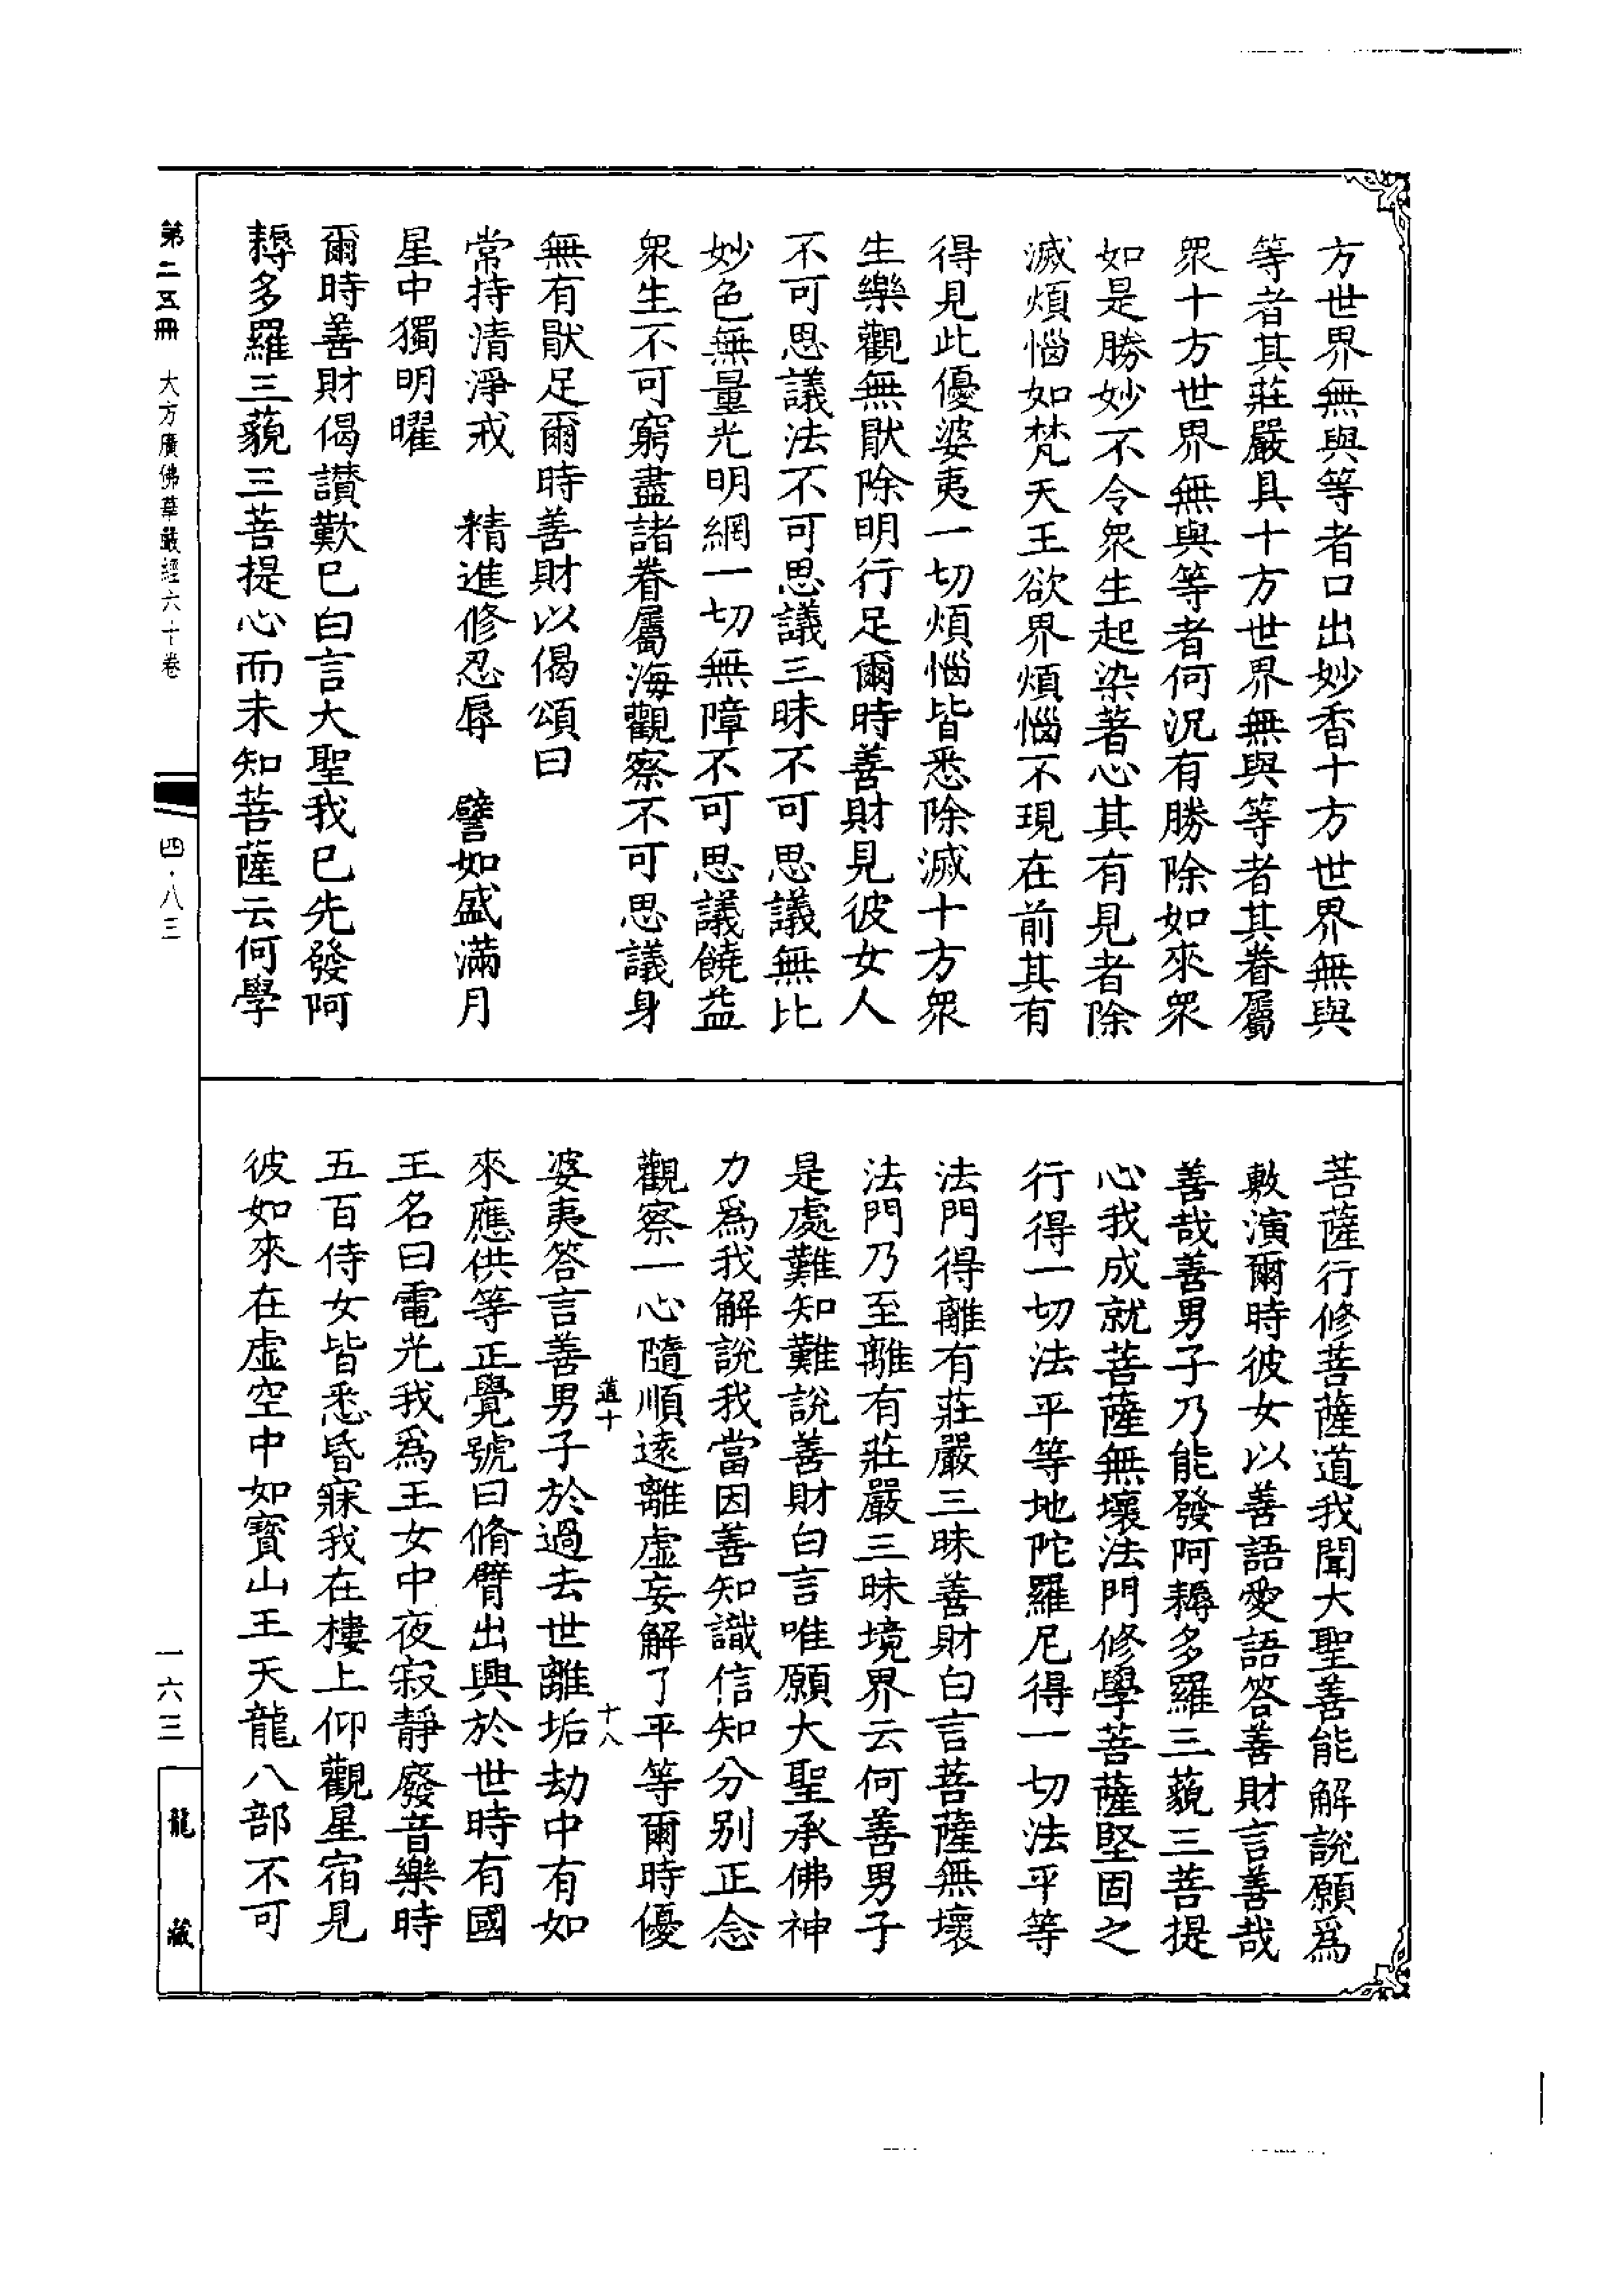 方世界無與等者口出妙香十方世界無與
等者其莊嚴具十方世界無與等者其眷屬
衆十方世界無與等者何況有勝除如來衆
如是勝妙不令衆生起染著心其有見者除
滅煩惱如梵天王欲界煩惱不現在前其有
得見此優婆夷一切煩惱皆悉除滅十方衆
生樂觀無猒除明行足爾時善財見彼女人
不可思議法不可思議三昧不可思議無比
妙色無量光明網一切無障不可思議饒益
衆生不可窮盡諸眷屬海觀察不可思議身
無有猒足爾時善財以偈頌曰
常持清淨戒　精進修忍辱　譬如盛滿月
星中獨明曜
爾時善財偈讃歎已白言大聖我已先發阿
耨多羅三藐三菩提心而未知菩薩云何學
菩薩行修菩薩道我聞大聖善能解說願爲
敷演爾時彼女以善語愛語答善財言善哉
善哉善男子乃能發阿耨多羅三藐三菩提
心我成就菩薩無壞法門修學菩薩堅固之
行得一切法平等地陀羅尼得一切法平等
法門得離有莊嚴三昧善財白言菩薩無壞
法門乃至離有莊嚴三昧境界云何善男子
是處難知難說善財白言唯願大聖承佛神
力爲我解說我當因善知識信知分别正念
觀察一心隨順遠離虛妄解了平等爾時優
道十　十八
婆夷答言善男子於過去世離垢劫中有如
來應供等正覺號曰脩臂出興於世時有國
王名曰電光我爲王女中夜寂靜廢音樂時
五百侍女皆悉昏寐我在樓上仰觀星宿見
彼如來在虛空中如寳山王天龍八部不可
第二五冊　大方廣佛華嚴經六十卷　四·八三　一六三　龍藏